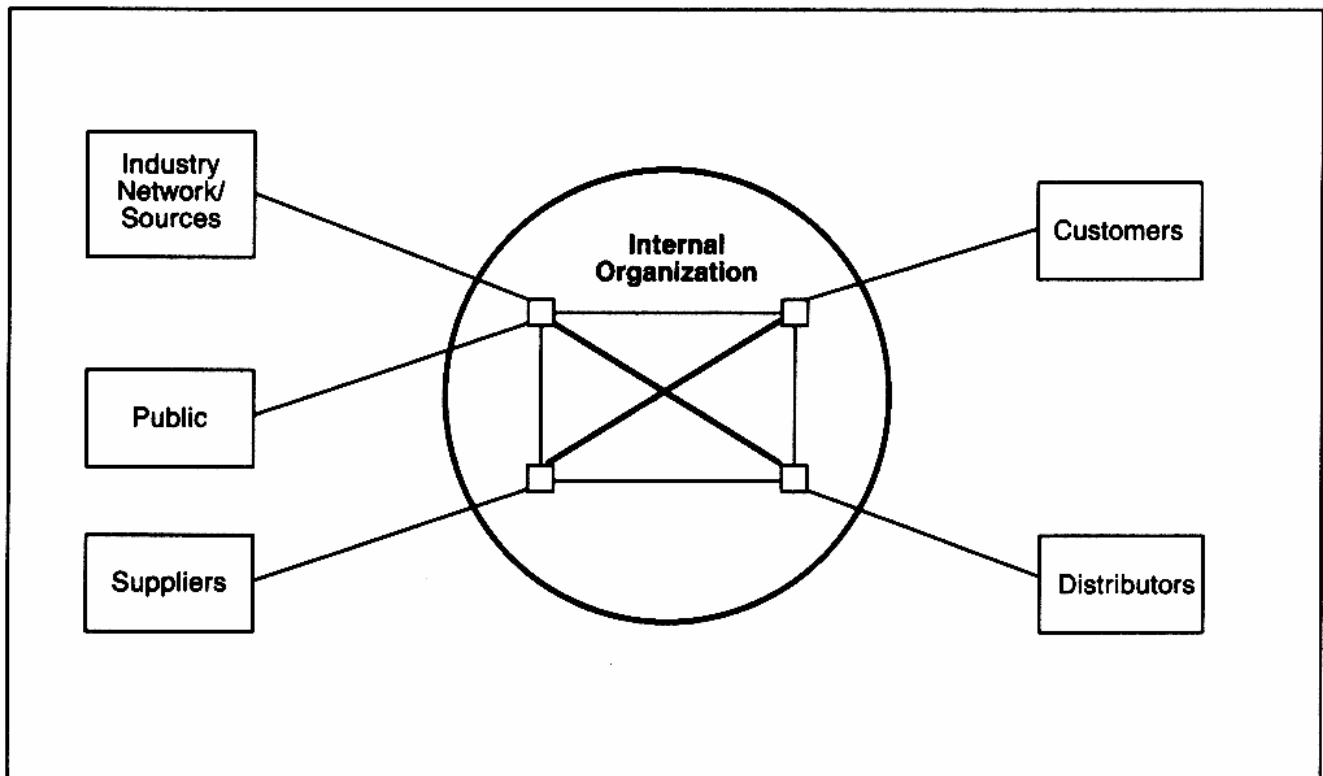 Industry
Network/
Sources
Internal
Organization
Customers
Public
Suppliers
Distributors